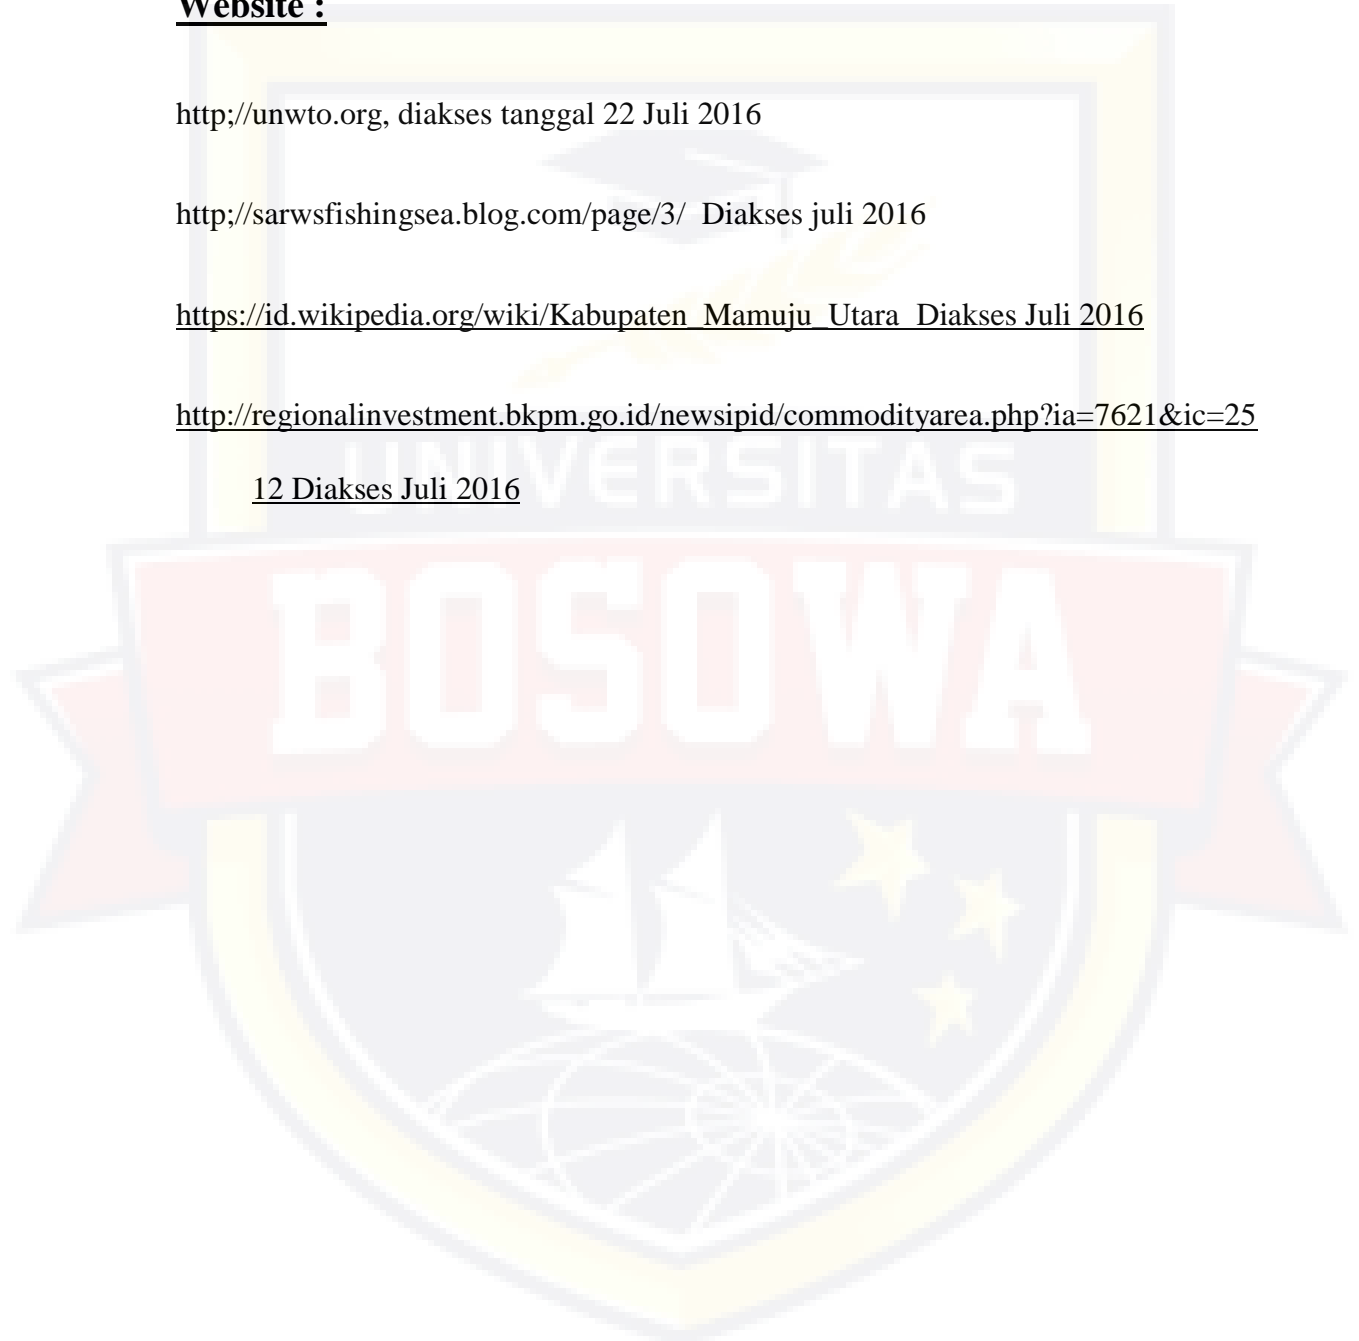 Website :
http;//unwto.org, diakses tanggal 22 Juli 2016
http;//sarwsfishingsea.blog.com/page/3/ Diakses juli 2016
https://id.wikipedia.org/wiki/Kabupaten_Mamuju_Utara Diakses Juli 2016
http://regionalinvestment.bkpm.go.id/newsipid/commodityarea.php?ia=7621&ic=25
12 Diakses Juli 2016
UNIVERSITAS
BOSOWA